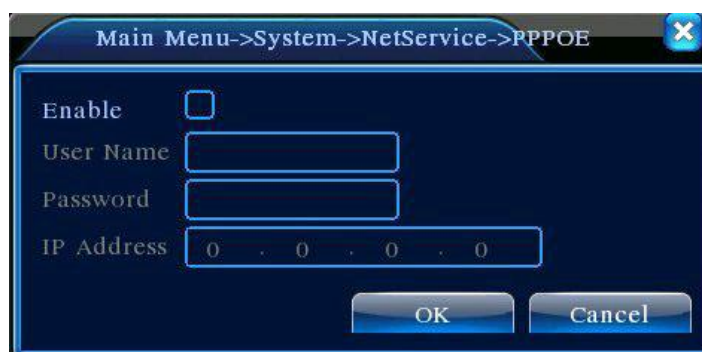 Main Menu->System->NetService->PPPOE
Enable
User Name
Password
IP Address 0 . 0 . 0 . 0
OK Cancel